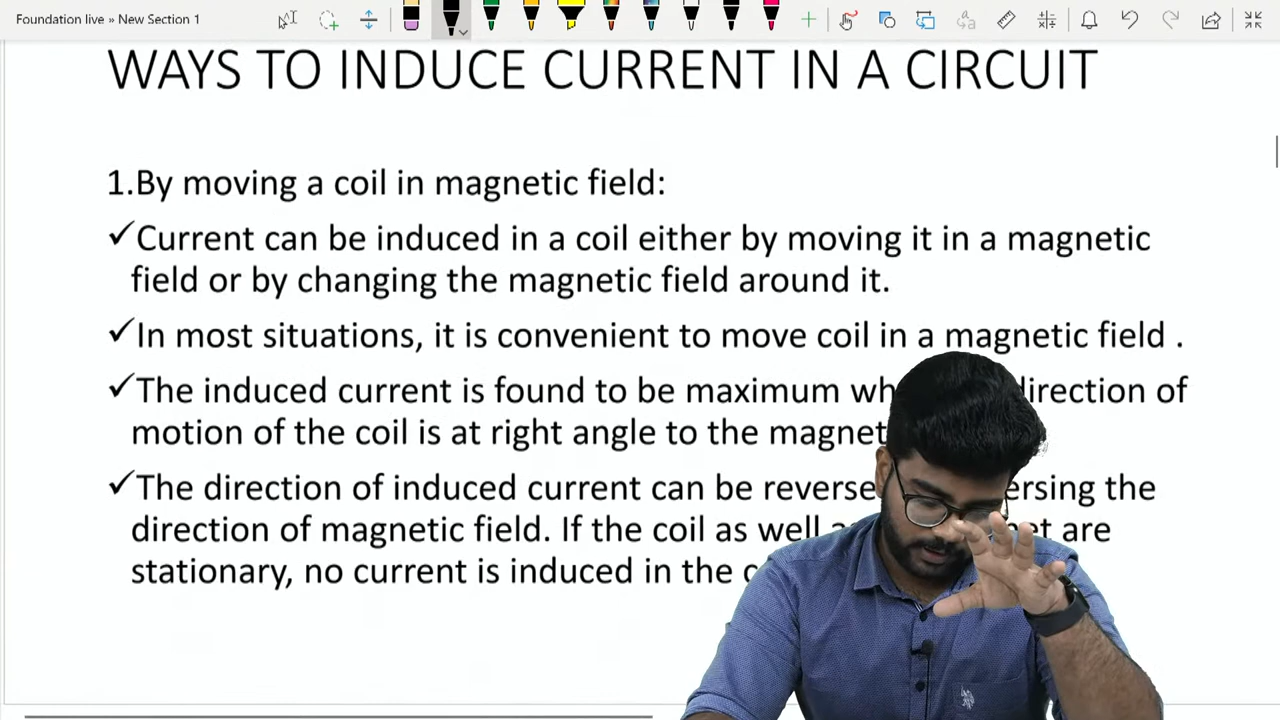 Foundation live » New Section 1
WAYS TO INDUCE CURRENT IN A CIRCUIT
1.By moving a coil in magnetic field:
✓Current can be induced in a coil either by moving it in a magnetic
field or by changing the magnetic field around it.
✓In most situations, it is convenient to move coil in a magnetic field .
✓The induced current is found to be maximum direction of
motion of the coil is at right angle to the
✓The direction of induced current can be the
direction of magnetic field. If the coil as well are
stationary, no current is induced in the